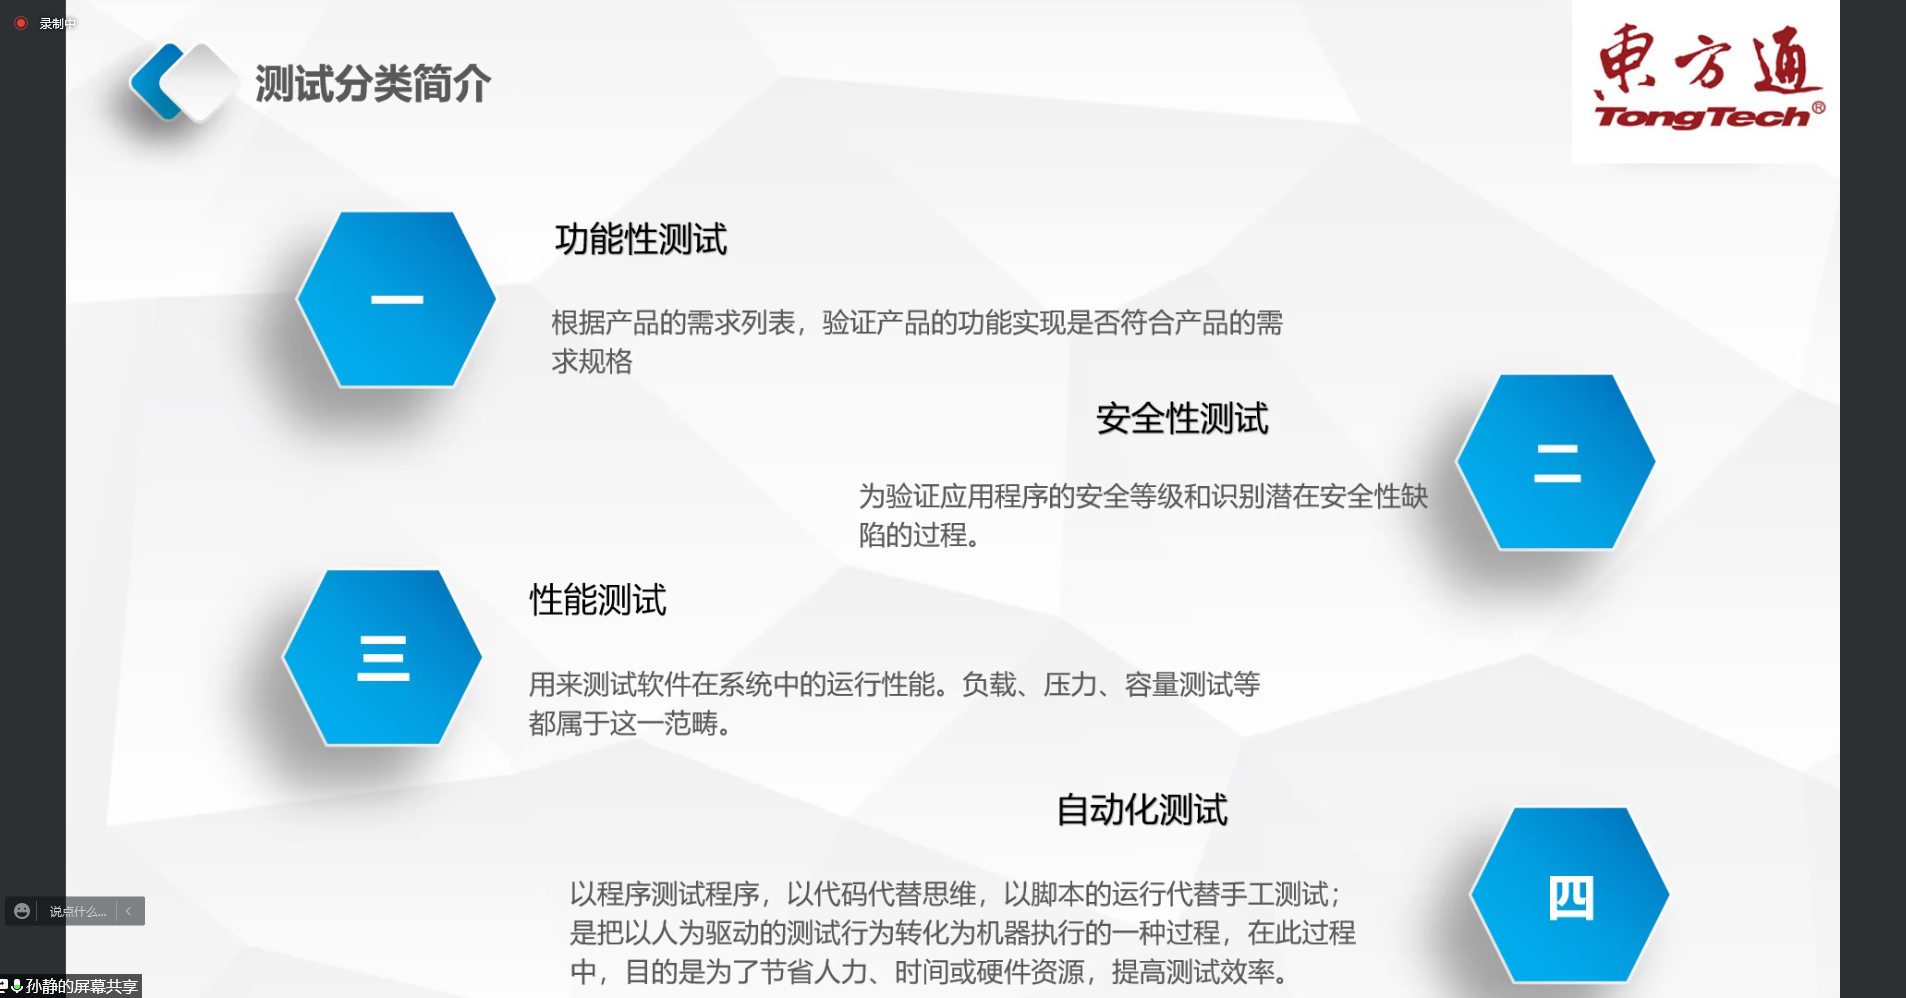 录制中
测试分类简介
東方通
TongTech®
一
功能性测试
根据产品的需求列表，验证产品的功能实现是否符合产品的需
求规格
二
安全性测试
为验证应用程序的安全等级和识别潜在安全性缺
陷的过程。
三
性能测试
用来测试软件在系统中的运行性能。负载、压力、容量测试等
都属于这一范畴。
四
自动化测试
以程序测试程序，以代码代替思维，以脚本的运行代替手工测试；
是把以人为驱动的测试行为转化为机器执行的一种过程，在此过程
中，目的是为了节省人力、时间或硬件资源，提高测试效率。
说点什么...
孙静的屏幕共享